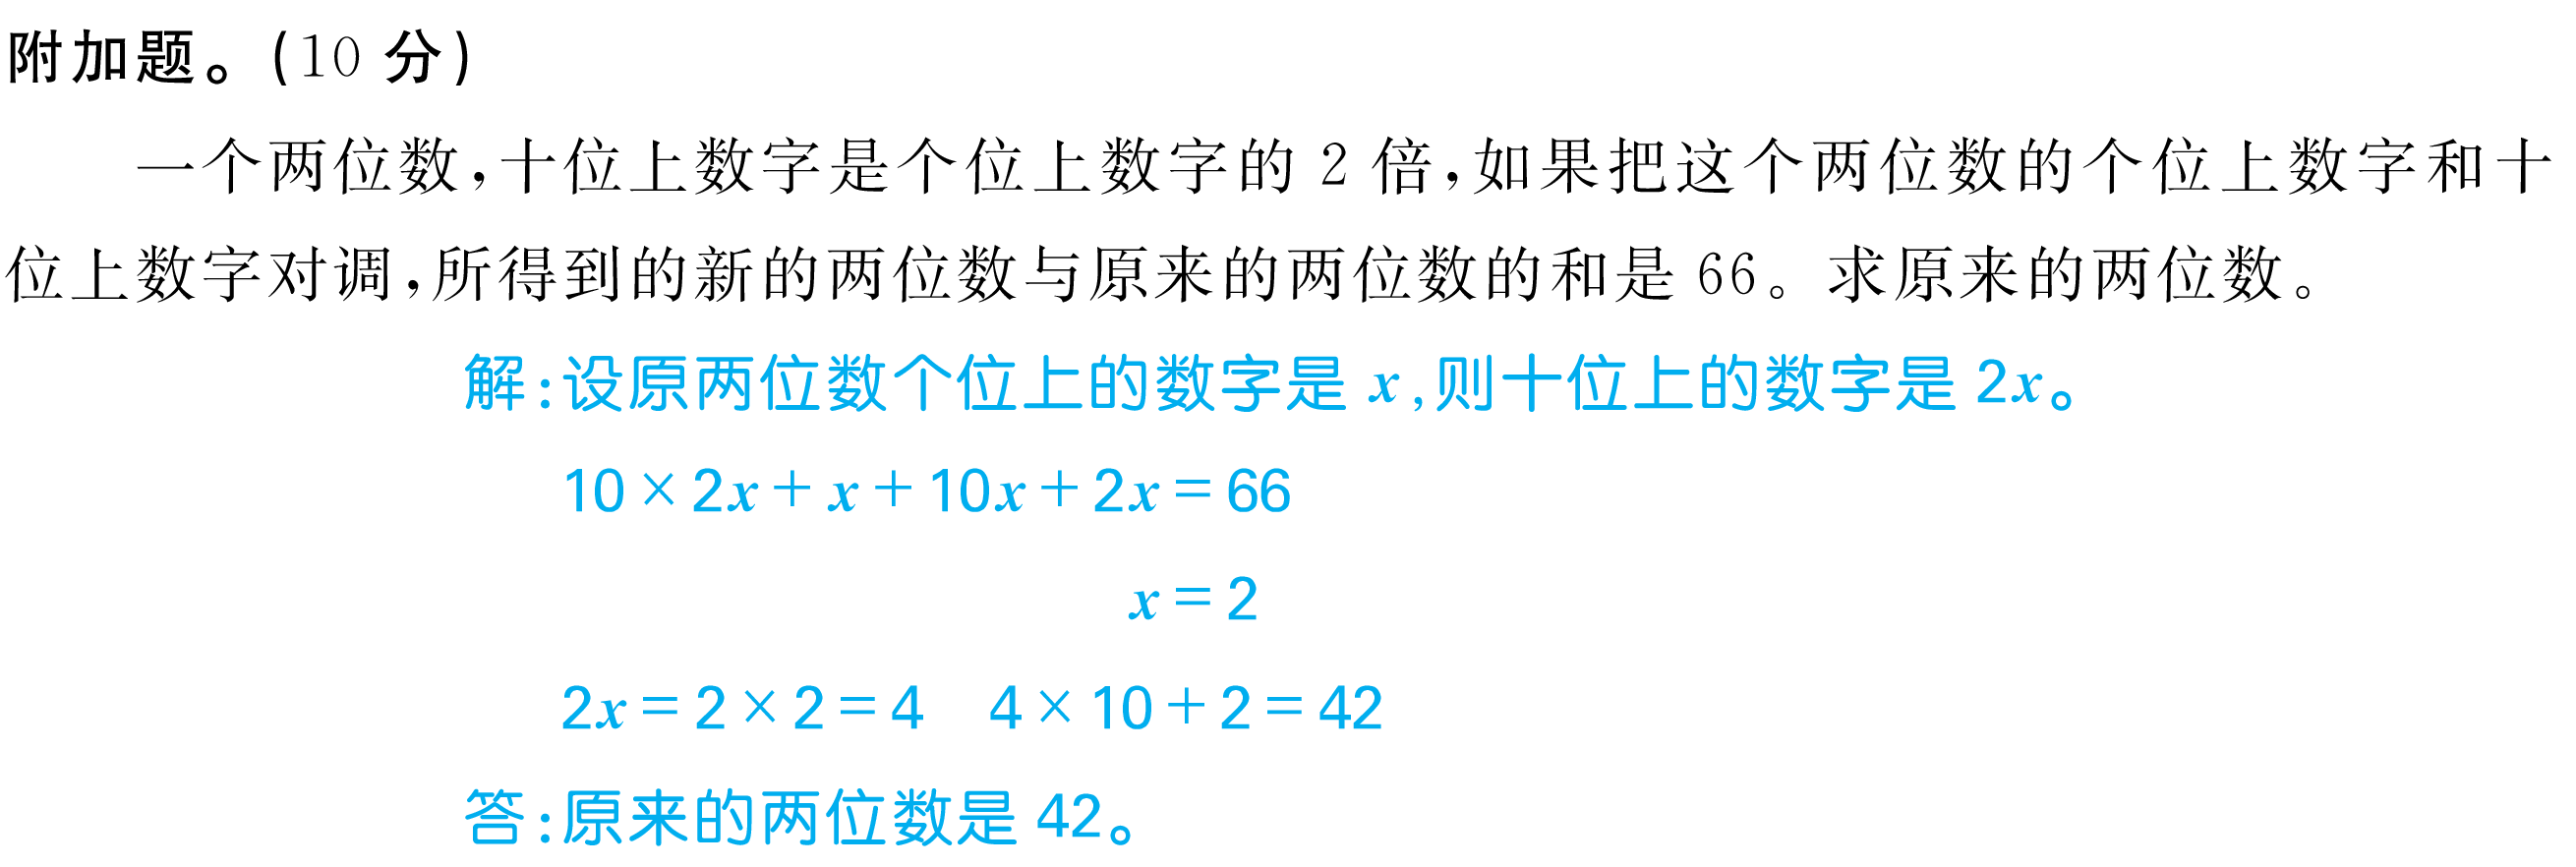 附加题。(10 分)
一个两位数,十位上数字是个位上数字的 2 倍,如果把这个两位数的个位上数字和十
位上数字对调,所得到的新的两位数与原来的两位数的和是 66。求原来的两位数。
解:设原两位数个位上的数字是 x,则十位上的数字是 2x。
10 × 2x + x + 10x + 2x = 66
x = 2
2x = 2 × 2 = 4 4 × 10 + 2 = 42
答:原来的两位数是 42。